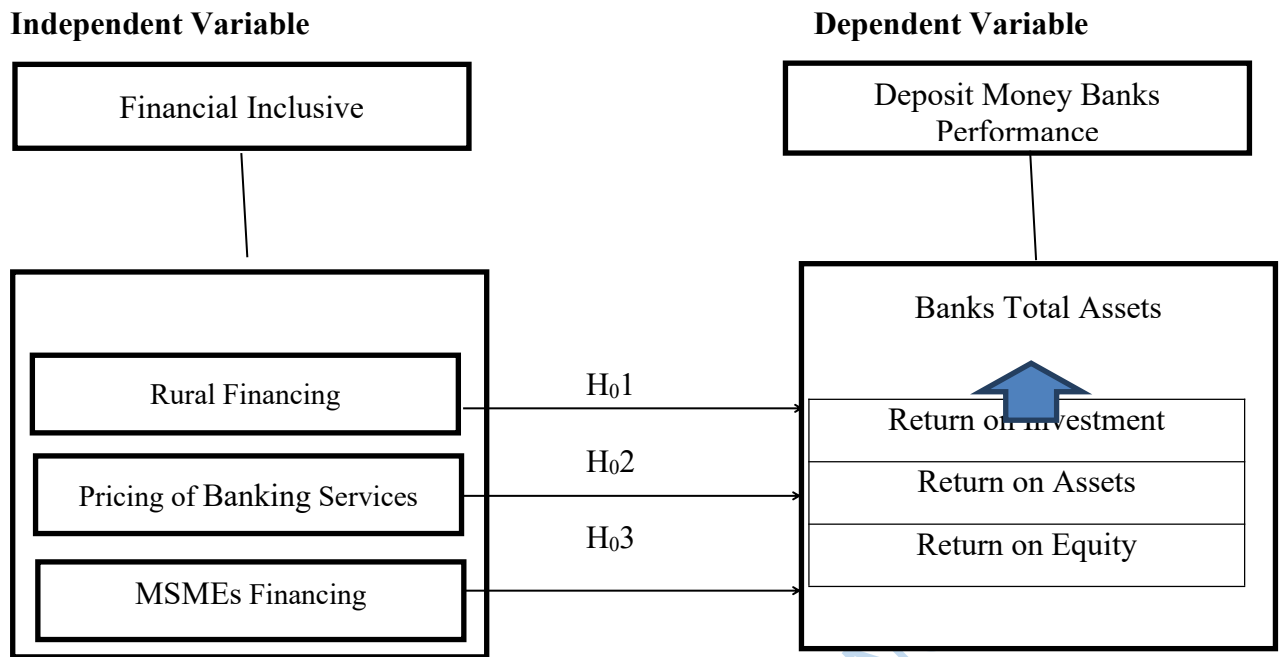 Independent Variable
Dependent Variable
Financial Inclusive
Deposit Money Banks
Performance
Banks Total Assets
Rural Financing
H₀1
Return on Investment
Pricing of Banking Services
H₀2
Return on Assets
MSMEs Financing
H₀3
Return on Equity